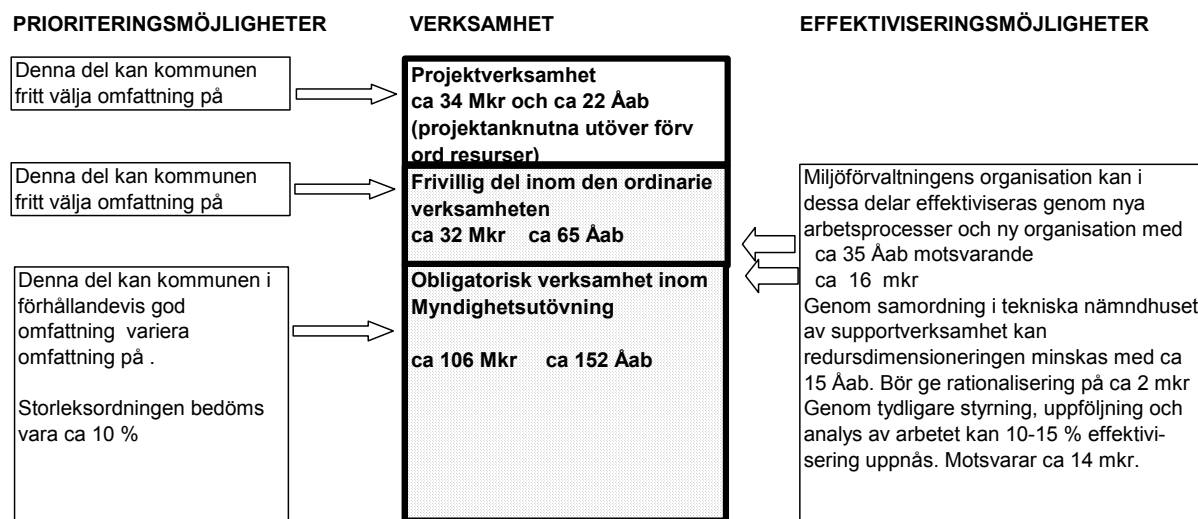 PRIORITERINGSMÖJLIGHETER
VERKSAMHET
EFFEKTIVISERINGSMÖJLIGHETER
Denna del kan kommunen
fritt välja omfattning på
Projektverksamhet
ca 34 Mkr och ca 22 Åab
(projektanknutna utöver förv
ord resurser)
Denna del kan kommunen
fritt välja omfattning på
Frivillig del inom den ordinarie
verksamheten
ca 32 Mkr ca 65 Åab
Denna del kan kommunen i
förhållandevis god
omfattning variera
omfattning på .
Storleksordningen bedöms
vara ca 10 %
Obligatorisk verksamhet inom
Myndighetsutövning
ca 106 Mkr ca 152 Åab
Miljöförvaltningens organisation kan i
dessa delar effektiviseras genom nya
arbetsprocesser och ny organisation med
ca 35 Åab motsvarande
ca 16 mkr
Genom samordning i tekniska nämndhuset
av supportverksamhet kan
redursdimensioneringen minskas med ca
15 Åab. Bör ge rationalisering på ca 2 mkr
Genom tydligare styrning, uppföljning och
analys av arbetet kan 10-15 % effektivi-
sering uppnås. Motsvarar ca 14 mkr.